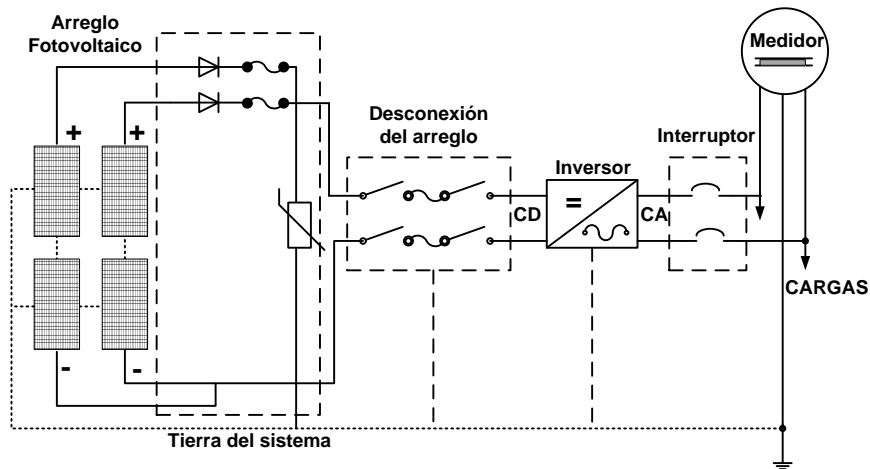 Arreglo
Fotovoltaico
Medidor
Desconexión
del arreglo
Interruptor
Inversor
+
+
CD
=
CA
CARGAS
-
-
Tierra del sistema